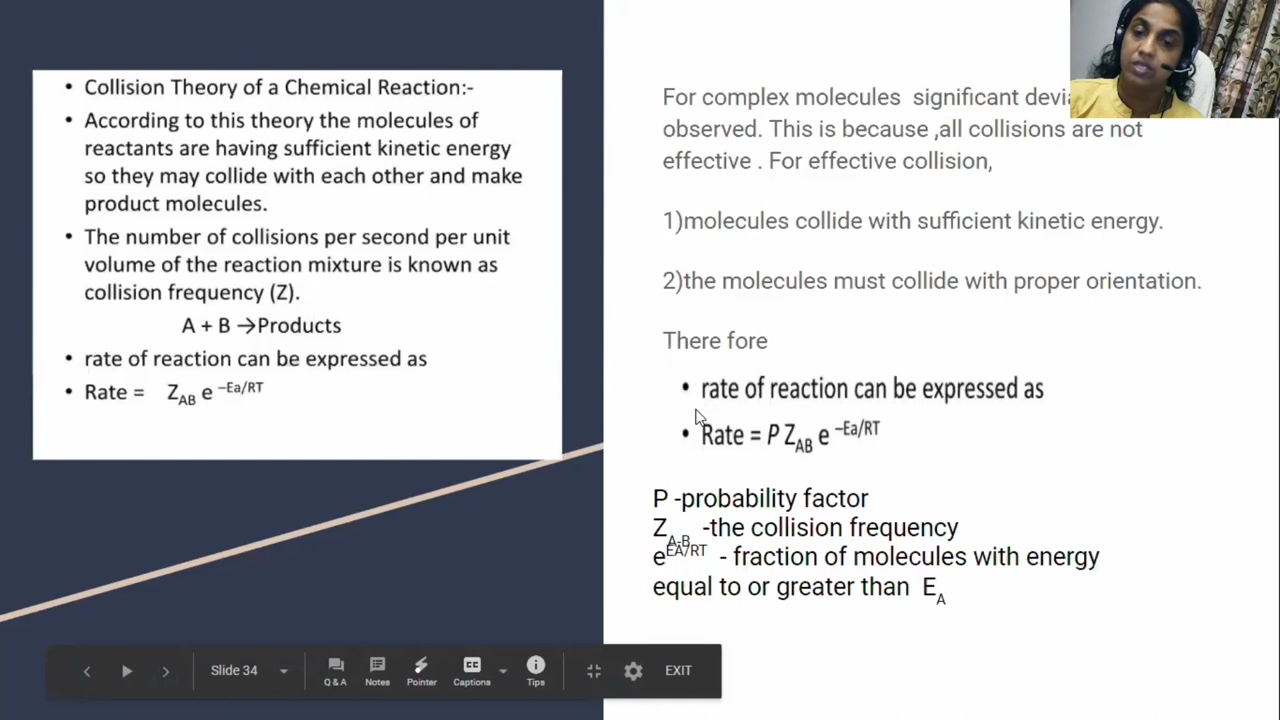 • Collision Theory of a Chemical Reaction:-
• According to this theory the molecules of
reactants are having sufficient kinetic energy
so they may collide with each other and make
product molecules.
• The number of collisions per second per unit
volume of the reaction mixture is known as
collision frequency (Z).
A + B →Products
• rate of reaction can be expressed as
• Rate = Z_AB e ^–Ea/RT
For complex molecules significant
observed. This is because ,all collisions are not
effective . For effective collision,
1)molecules collide with sufficient kinetic energy.
2)the molecules must collide with proper orientation.
There fore
• rate of reaction can be expressed as
• Rate = P Z_AB e ^–Ea/RT
P -probability factor
Z_A-B -the collision frequency
e^EA/RT - fraction of molecules with energy
equal to or greater than E_A
Slide 34
Q & A Notes Pointer CC Captions Tips EXIT